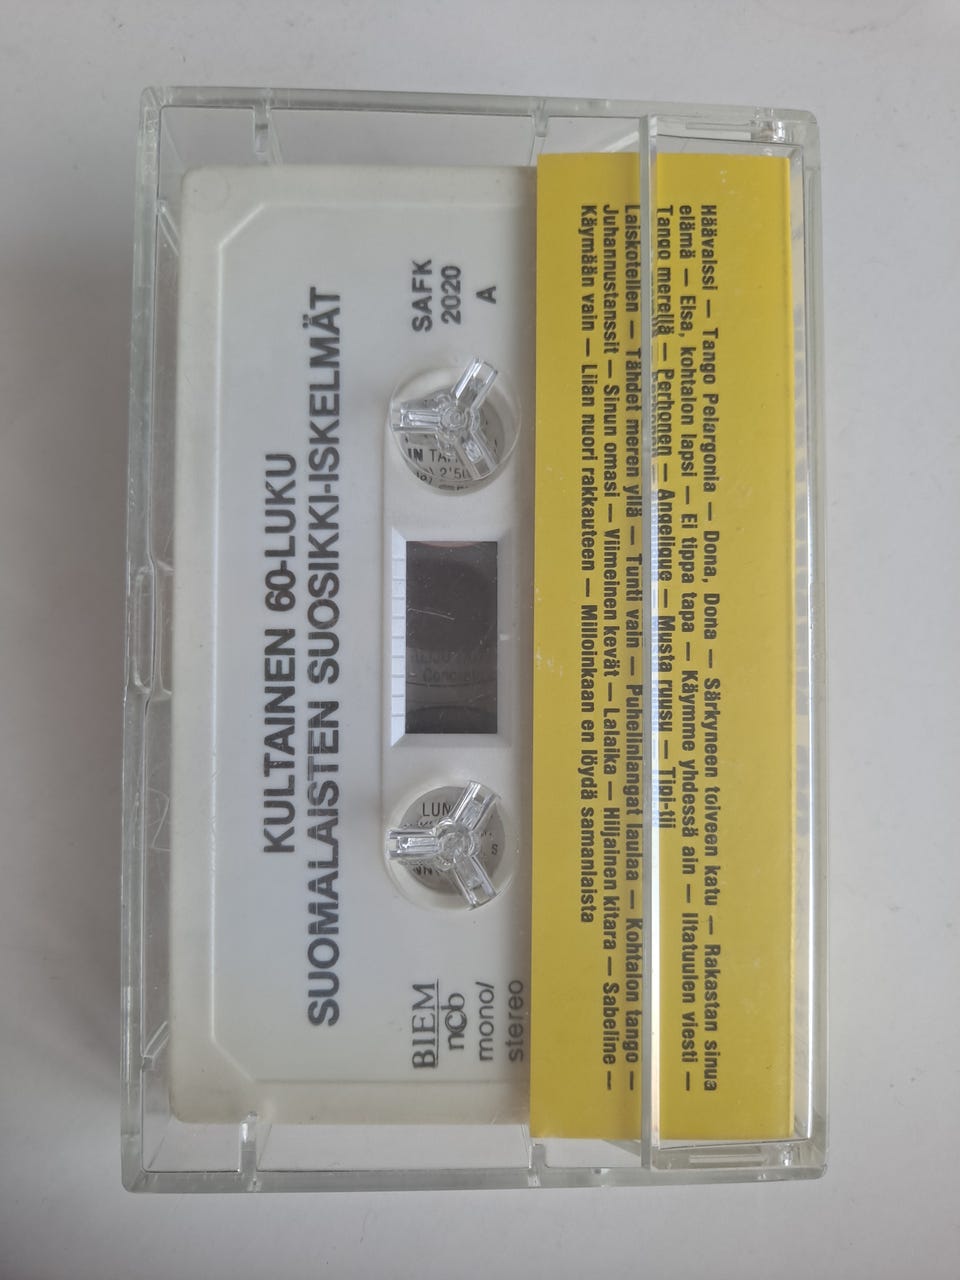 KULTAINEN 60-LUKU
SUOMALAISTEN SUOSIKKI-ISKELMÄT
SAFK
2020
A
BIEM
ncb
mono/
stereo
Häävalssi — Tango Pelargonia — Dona, Dona — Särkyneen toiveen katu — Rakastan sinua
elämä — Elsa, kohtalon lapsi — Ei tippa tapa — Käymme yhdessä ain — Iltatuulen viesti —
Tango merellä — Perhonen — Angelique — Musta ruusu — Tipi-tii
Laiskotellen — Tähdet meren yllä — Tunti vain — Puhelinlangat laulaa — Kohtalon tango —
Juhannustanssit — Sinun omasi — Viimeinen kevät — Lalaika — Hiljainen kitara — Sabeline —
Käymään vain — Liian nuori rakkauteen — Milloinkaan en löydä samanlaista